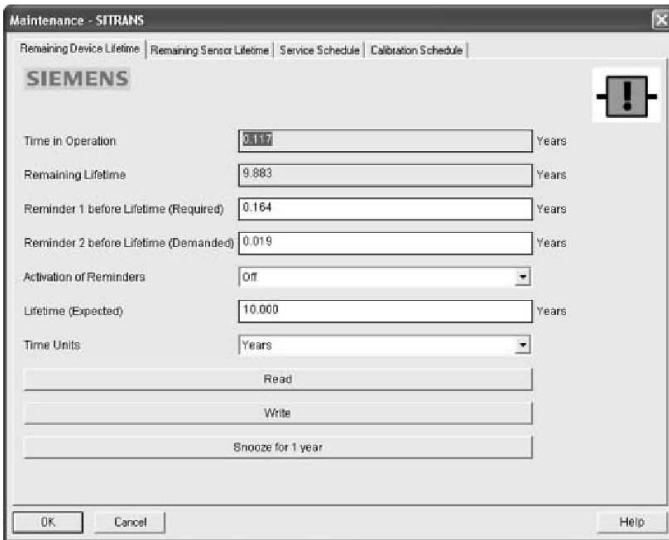 Maintenance - SITRANS
Remaining Device Lifetime Remaining Sensor Lifetime Service Schedule Calibration Schedule
SIEMENS
Time in Operation 0.117 Years
Remaining Lifetime 9.883 Years
Reminder 1 before Lifetime (Required) 0.164 Years
Reminder 2 before Lifetime (Demanded) 0.019 Years
Activation of Reminders Off
Lifetime (Expected) 10.000 Years
Time Units Years
Read
Write
Snooze for 1 year
OK Cancel Help